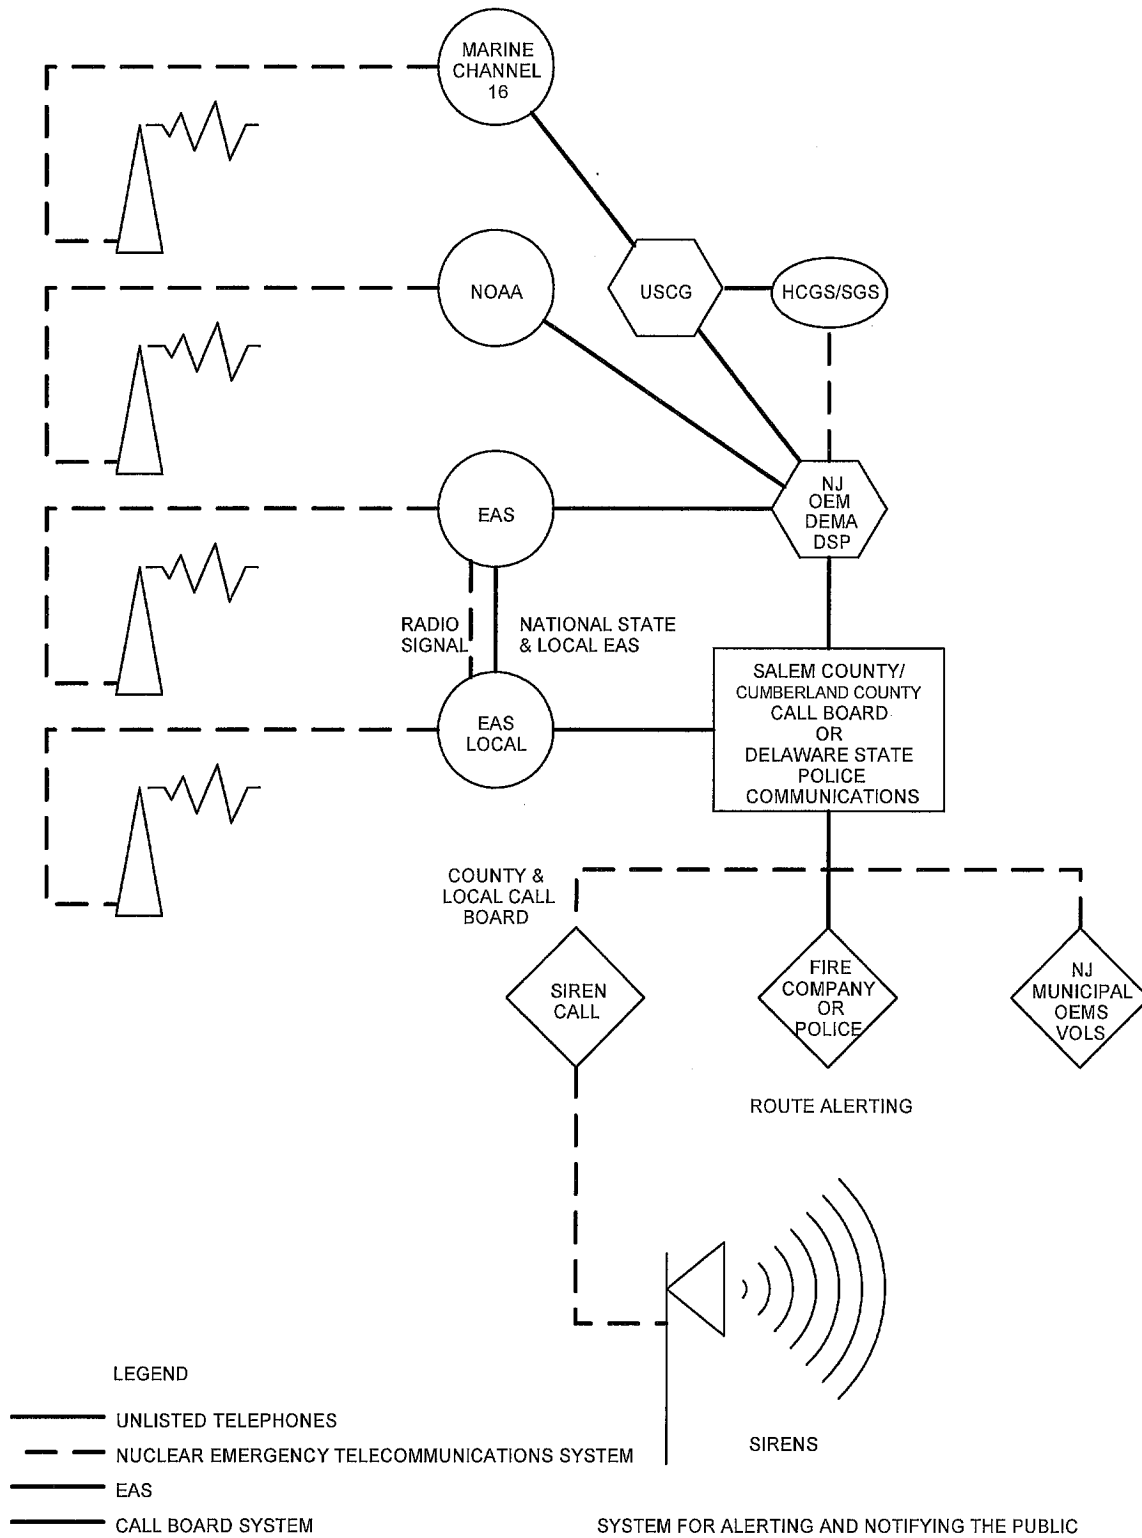 MARINE
CHANNEL
16
NOAA
USCG
HCGS/SGS
NJ
OEM
DEMA
DSP
EAS
RADIO
SIGNAL
NATIONAL STATE
& LOCAL EAS
EAS
LOCAL
SALEM COUNTY/
CUMBERLAND COUNTY
CALL BOARD
OR
DELAWARE STATE
POLICE
COMMUNICATIONS
COUNTY &
LOCAL CALL
BOARD
SIREN
CALL
FIRE
COMPANY
OR
POLICE
NJ
MUNICIPAL
OEMS
VOLS
ROUTE ALERTING
SIRENS
LEGEND
UNLISTED TELEPHONES
NUCLEAR EMERGENCY TELECOMMUNICATIONS SYSTEM
EAS
CALL BOARD SYSTEM
SYSTEM FOR ALERTING AND NOTIFYING THE PUBLIC